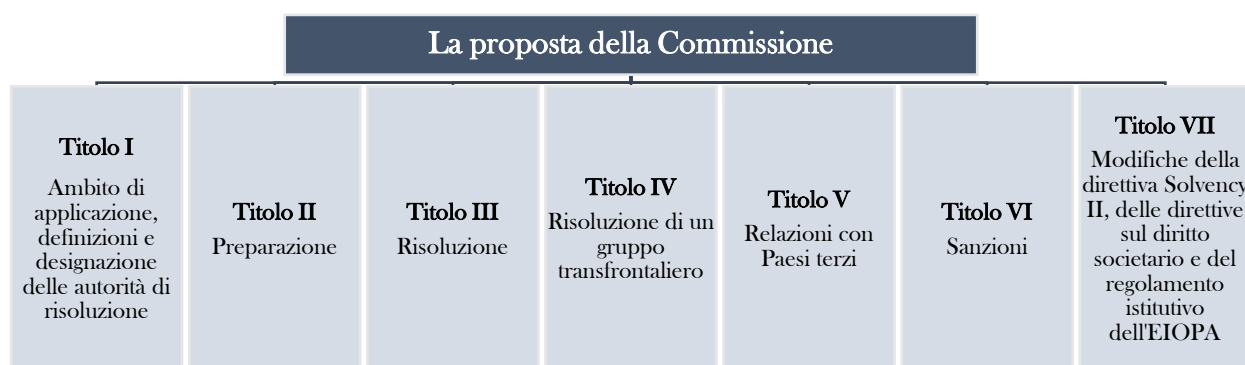 La proposta della Commissione
Titolo I
Ambito di
applicazione,
definizioni e
designazione
delle autorità di
risoluzione
Titolo II
Preparazione
Titolo III
Risoluzione
Titolo IV
Risoluzione di un
gruppo
transfrontaliero
Titolo V
Relazioni con
Paesi terzi
Titolo VI
Sanzioni
Titolo VII
Modifiche della
direttiva Solvency
II, delle direttive
sul diritto
societario e del
regolamento
istitutivo
dell'EIOPA